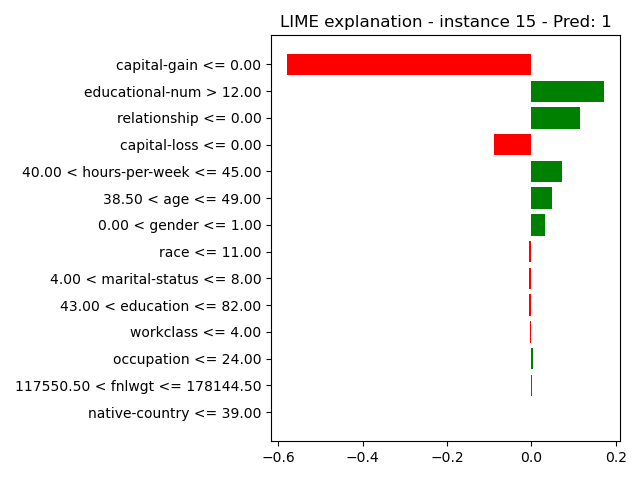 LIME explanation - instance 15 - Pred: 1
capital-gain <= 0.00
educational-num > 12.00
relationship <= 0.00
capital-loss <= 0.00
40.00 < hours-per-week <= 45.00
38.50 < age <= 49.00
0.00 < gender <= 1.00
race <= 11.00
4.00 < marital-status <= 8.00
43.00 < education <= 82.00
workclass <= 4.00
occupation <= 24.00
117550.50 < fnlwgt <= 178144.50
native-country <= 39.00
−0.6 −0.4 −0.2 0.0 0.2